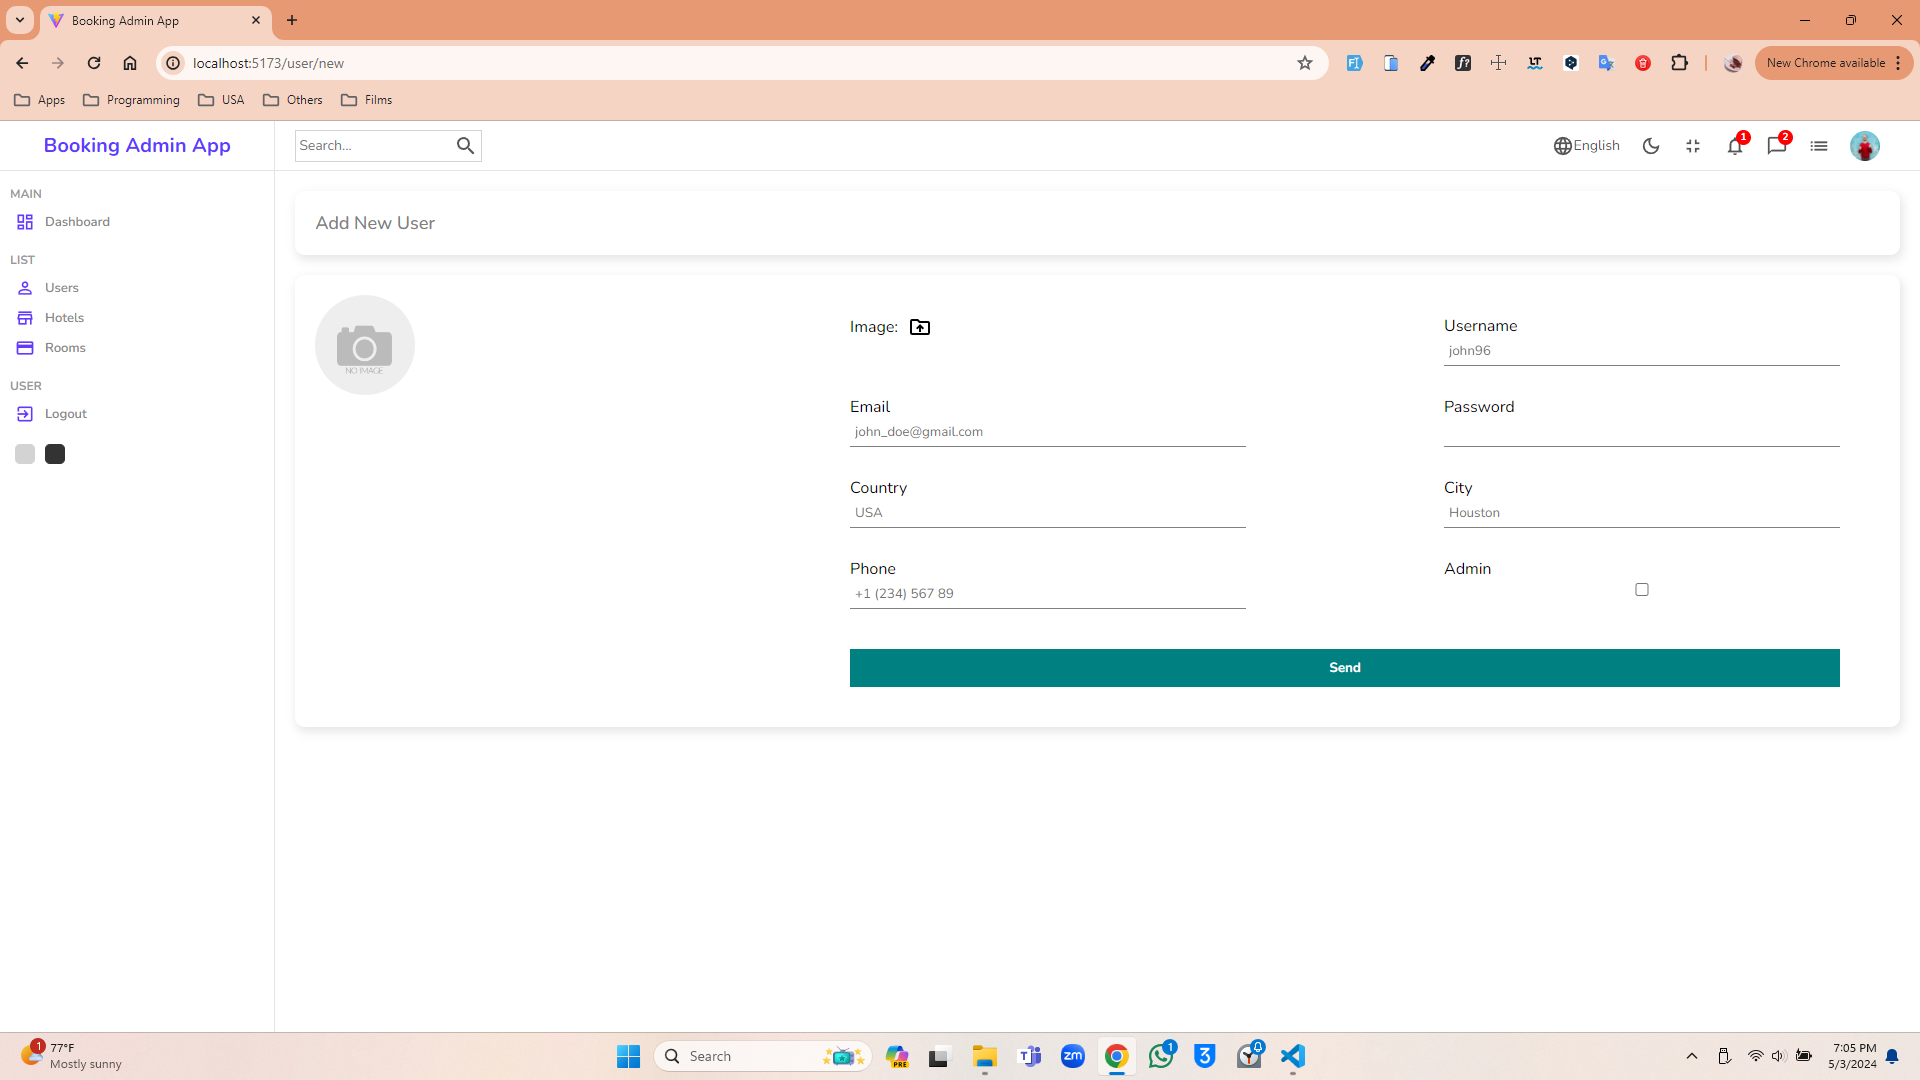 Booking Admin App
localhost:5173/user/new
New Chrome available
Apps
Programming
USA
Others
Films
Booking Admin App
Search...
English
1
2
MAIN
Dashboard
LIST
Users
Hotels
Rooms
USER
Logout
Add New User
NO IMAGE
Image:
Username
john96
Email
john_doe@gmail.com
Password
Country
USA
City
Houston
Phone
+1 (234) 567 89
Admin
Send
1
77°F
Mostly sunny
Search
PRE
zm
1
3
7:05 PM
5/3/2024